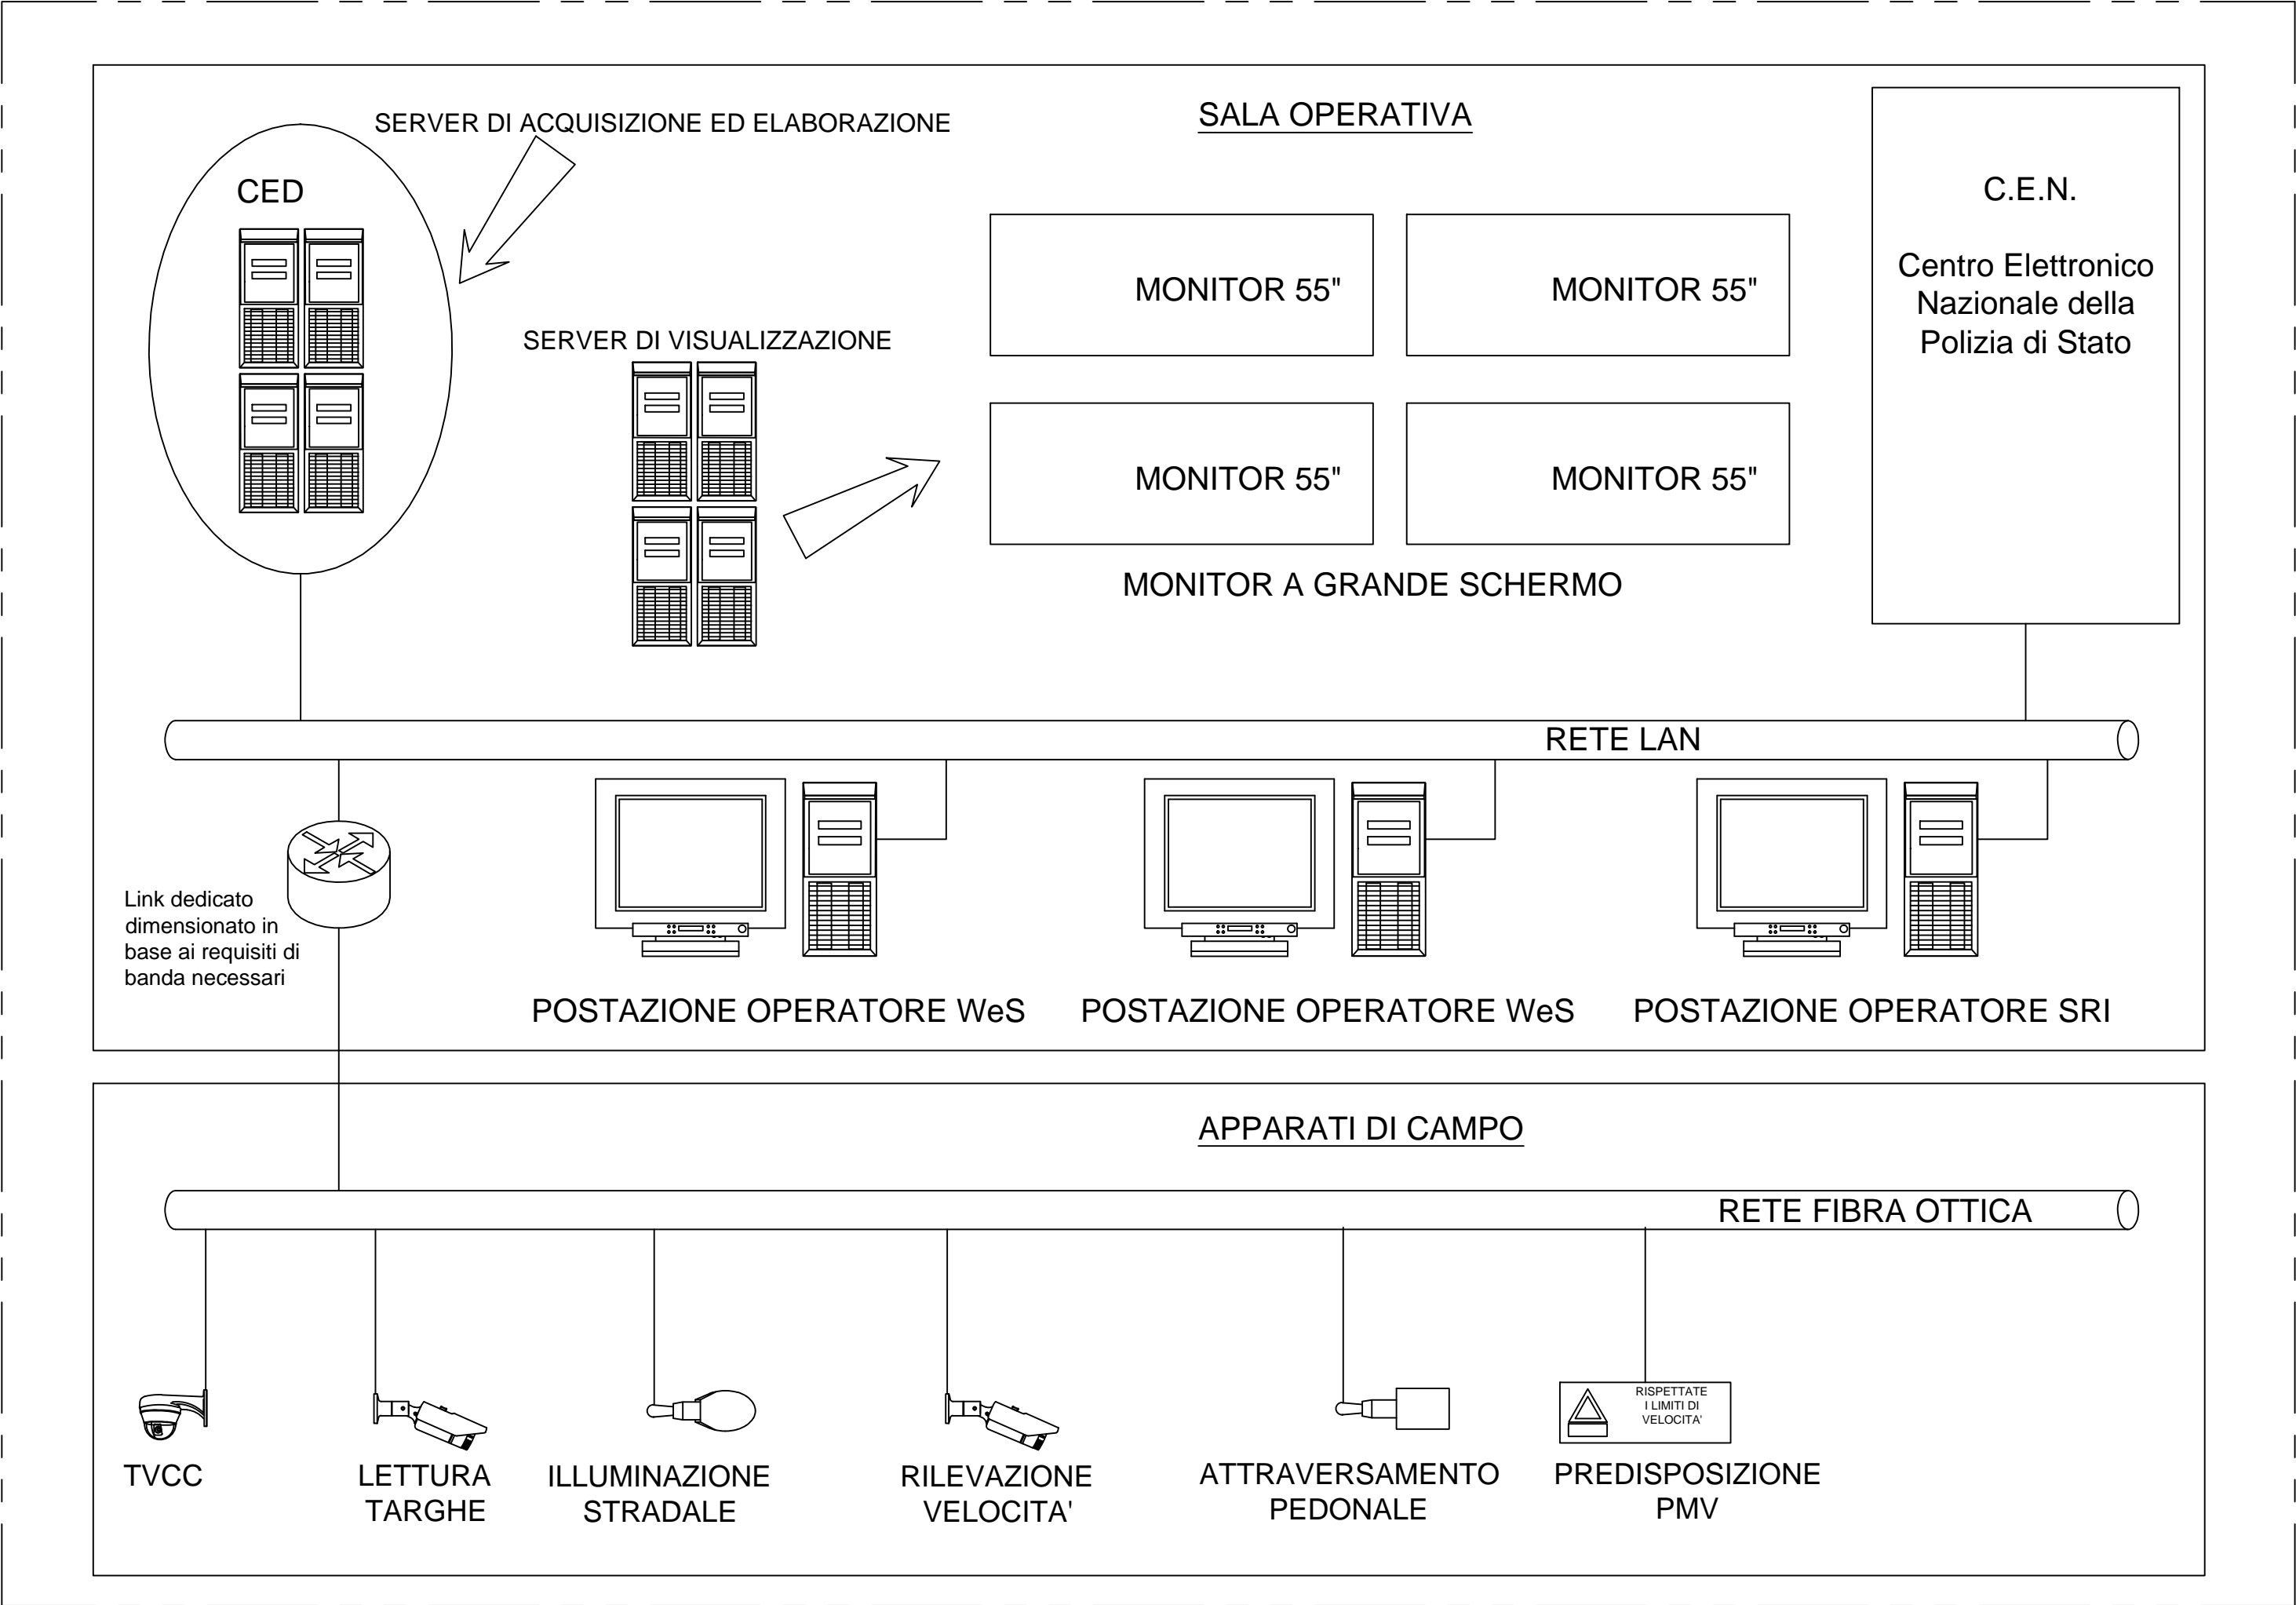 SERVER DI ACQUISIZIONE ED ELABORAZIONE
SALA OPERATIVA
CED
C.E.N.
Centro Elettronico
Nazionale della
Polizia di Stato
MONITOR 55"
MONITOR 55"
SERVER DI VISUALIZZAZIONE
MONITOR 55"
MONITOR 55"
MONITOR A GRANDE SCHERMO
RETE LAN
Link dedicato
dimensionato in
base ai requisiti di
banda necessari
POSTAZIONE OPERATORE WeS
POSTAZIONE OPERATORE WeS
POSTAZIONE OPERATORE SRI
APPARATI DI CAMPO
RETE FIBRA OTTICA
RISPETTATE
I LIMITI DI
VELOCITA'
TVCC
LETTURA
TARGHE
ILLUMINAZIONE
STRADALE
RILEVAZIONE
VELOCITA'
ATTRAVERSAMENTO
PEDONALE
PREDISPOSIZIONE
PMV